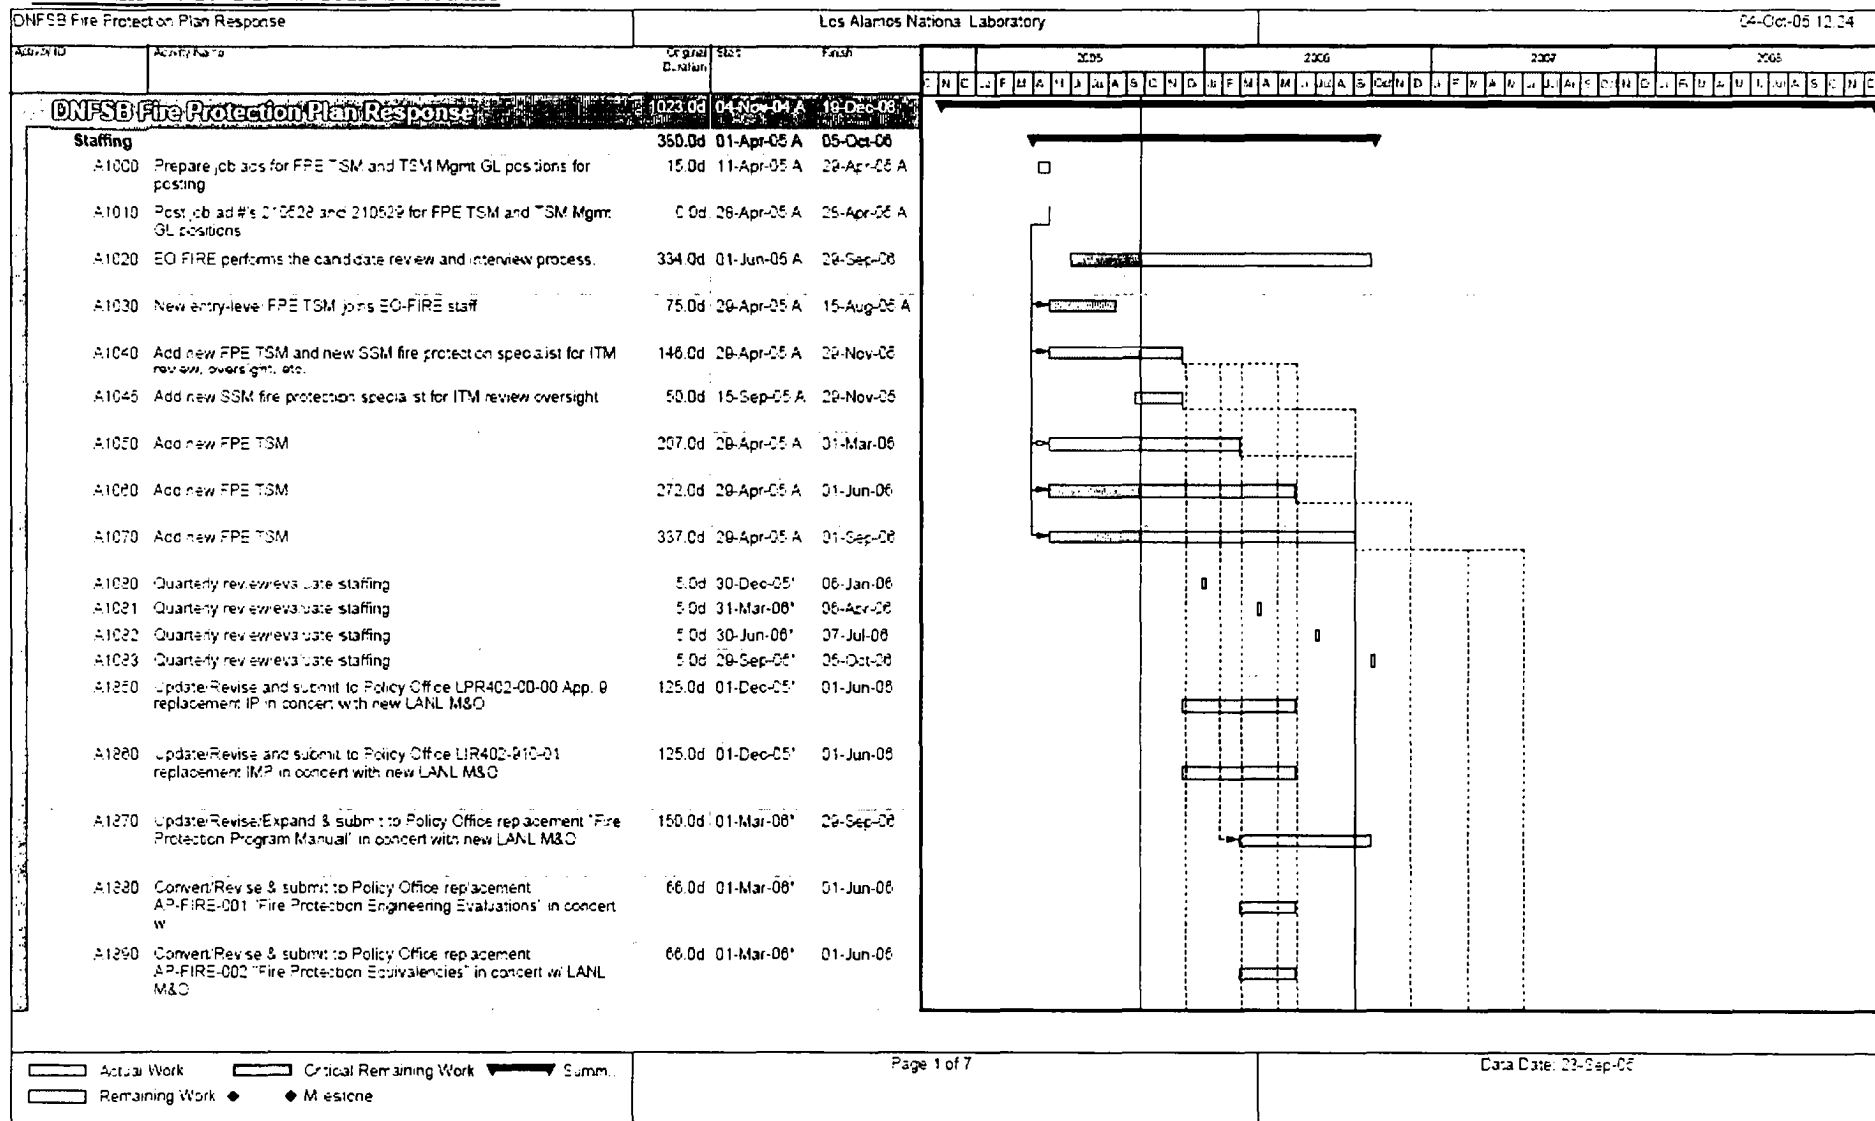 DNFSB Fire Protection Plan Response
Los Alamos National Laboratory
04-Oct-05 12:24
Activity ID
Activity Name
Original Duration
Start
Finish
2005
2006
2007
2008
DNFSB Fire Protection Plan Response 1023.0d 04-Nov-04 A 19-Dec-08
Staffing 350.0d 01-Apr-05 A 05-Oct-06
A1000 Prepare job ads for FPE TSM and TSM Mgmt GL positions for 15.0d 11-Apr-05 A 29-Apr-05 A
posting
A1010 Post job ad #'s 210528 and 210529 for FPE TSM and TSM Mgmt 0.0d 28-Apr-05 A 28-Apr-05 A
GL positions
A1020 EO FIRE performs the candidate review and interview process. 334.0d 01-Jun-05 A 29-Sep-06
A1030 New entry-level FPE TSM joins EO-FIRE staff 75.0d 29-Apr-05 A 15-Aug-05 A
A1040 Add new FPE TSM and new SSM fire protection specialist for ITM 146.0d 29-Apr-05 A 29-Nov-05
review, oversight, etc.
A1045 Add new SSM fire protection specialist for ITM review oversight 50.0d 15-Sep-05 A 29-Nov-05
A1050 Add new FPE TSM 207.0d 29-Apr-05 A 01-Mar-06
A1060 Add new FPE TSM 272.0d 29-Apr-05 A 01-Jun-06
A1070 Add new FPE TSM 337.0d 29-Apr-05 A 01-Sep-06
A1080 Quarterly review/evaluate staffing 5.0d 30-Dec-05* 06-Jan-06
A1081 Quarterly review/evaluate staffing 5.0d 31-Mar-06* 06-Apr-06
A1082 Quarterly review/evaluate staffing 5.0d 30-Jun-06* 07-Jul-06
A1083 Quarterly review/evaluate staffing 5.0d 29-Sep-06* 05-Oct-06
A1850 Update/Revise and submit to Policy Office LPR402-00-00 App. 9 125.0d 01-Dec-05* 01-Jun-06
replacement IP in concert with new LANL M&O
A1860 Update/Revise and submit to Policy Office LIR402-910-01 125.0d 01-Dec-05* 01-Jun-06
replacement IMP in concert with new LANL M&O
A1870 Update/Revise/Expand & submit to Policy Office replacement "Fire 150.0d 01-Mar-06* 29-Sep-06
Protection Program Manual" in concert with new LANL M&O
A1880 Convert/Revise & submit to Policy Office replacement 66.0d 01-Mar-06* 01-Jun-06
AP-FIRE-001 "Fire Protection Engineering Evaluations" in concert
w
A1890 Convert/Revise & submit to Policy Office replacement 66.0d 01-Mar-06* 01-Jun-06
AP-FIRE-002 "Fire Protection Equivalencies" in concert w/ LANL
M&O
Actual Work
Critical Remaining Work
Summ...
Remaining Work
Milestone
Page 1 of 7
Data Date: 23-Sep-05